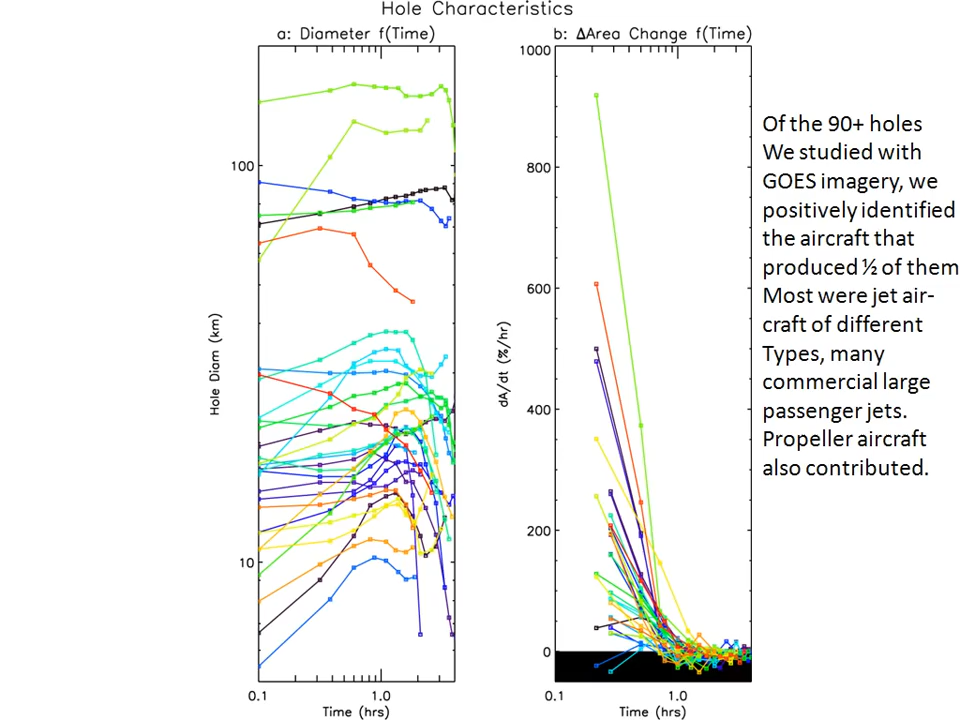 Hole Characteristics
a: Diameter f(Time)
100
10
Hole Diam (km)
0.1
1.0
Time (hrs)
b: ΔArea Change f(Time)
1000
800
600
400
200
0
dA/dt (%/hr)
0.1
1.0
Time (hrs)
Of the 90+ holes
We studied with
GOES imagery, we
positively identified
the aircraft that
produced ½ of them
Most were jet air-
craft of different
Types, many
commercial large
passenger jets.
Propeller aircraft
also contributed.